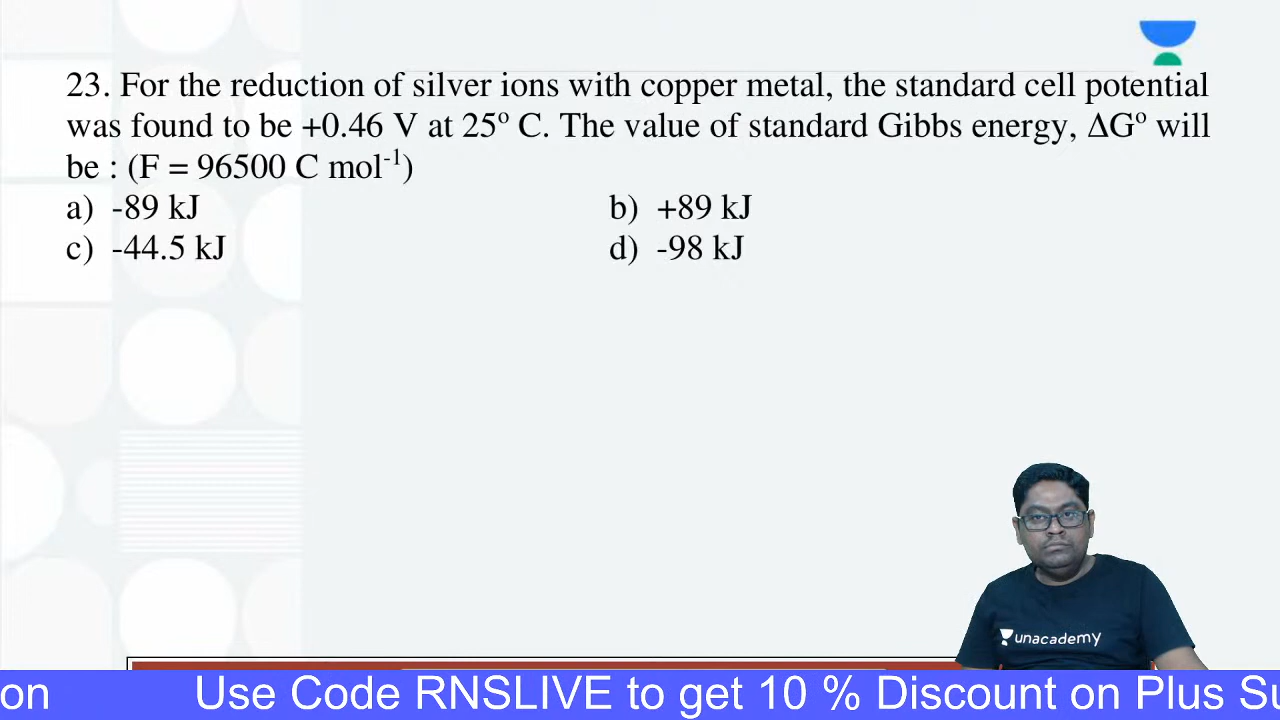 23. For the reduction of silver ions with copper metal, the standard cell potential
was found to be +0.46 V at 25º C. The value of standard Gibbs energy, ΔGº will
be : (F = 96500 C mol⁻¹)
a) -89 kJ b) +89 kJ
c) -44.5 kJ d) -98 kJ
unacademy
on Use Code RNSLIVE to get 10 % Discount on Plus Su